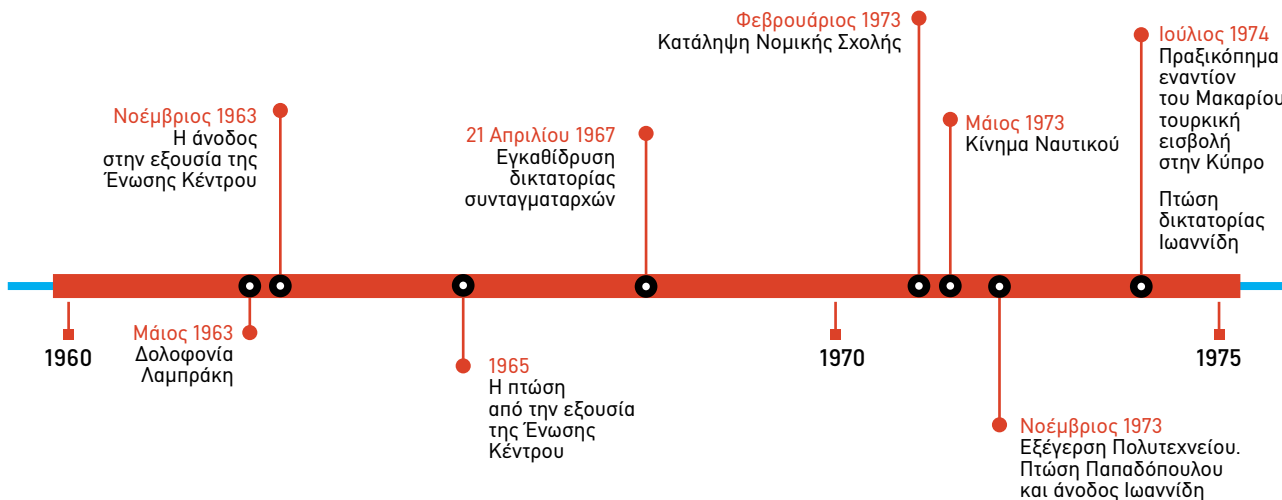 Νοέμβριος 1963
Η άνοδος
στην εξουσία της
Ένωσης Κέντρου
21 Απριλίου 1967
Εγκαθίδρυση
δικτατορίας
συνταγματαρχών
Φεβρουάριος 1973
Κατάληψη Νομικής Σχολής
Μάιος 1973
Κίνημα Ναυτικού
Ιούλιος 1974
Πραξικόπημα
εναντίον
του Μακαρίου
τουρκική
εισβολή
στην Κύπρο
Πτώση
δικτατορίας
Ιωαννίδη
1960
Μάιος 1963
Δολοφονία
Λαμπράκη
1965
Η πτώση
από την εξουσία
της Ένωσης
Κέντρου
1970
Νοέμβριος 1973
Εξέγερση Πολυτεχνείου.
Πτώση Παπαδόπουλου
και άνοδος Ιωαννίδη
1975